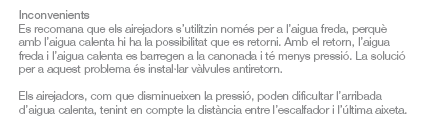 Inconvenients
Es recomana que els airejadors s'utilitzin només per a l'aigua freda, perquè
amb l'aigua calenta hi ha la possibilitat que es retorni. Amb el retorn, l'aigua
freda i l'aigua calenta es barregen a la canonada i té menys pressió. La solució
per a aquest problema és instal·lar vàlvules antiretorn.
Els airejadors, com que disminueixen la pressió, poden dificultar l'arribada
d'aigua calenta, tenint en compte la distància entre l'escalfador i l'última aixeta.